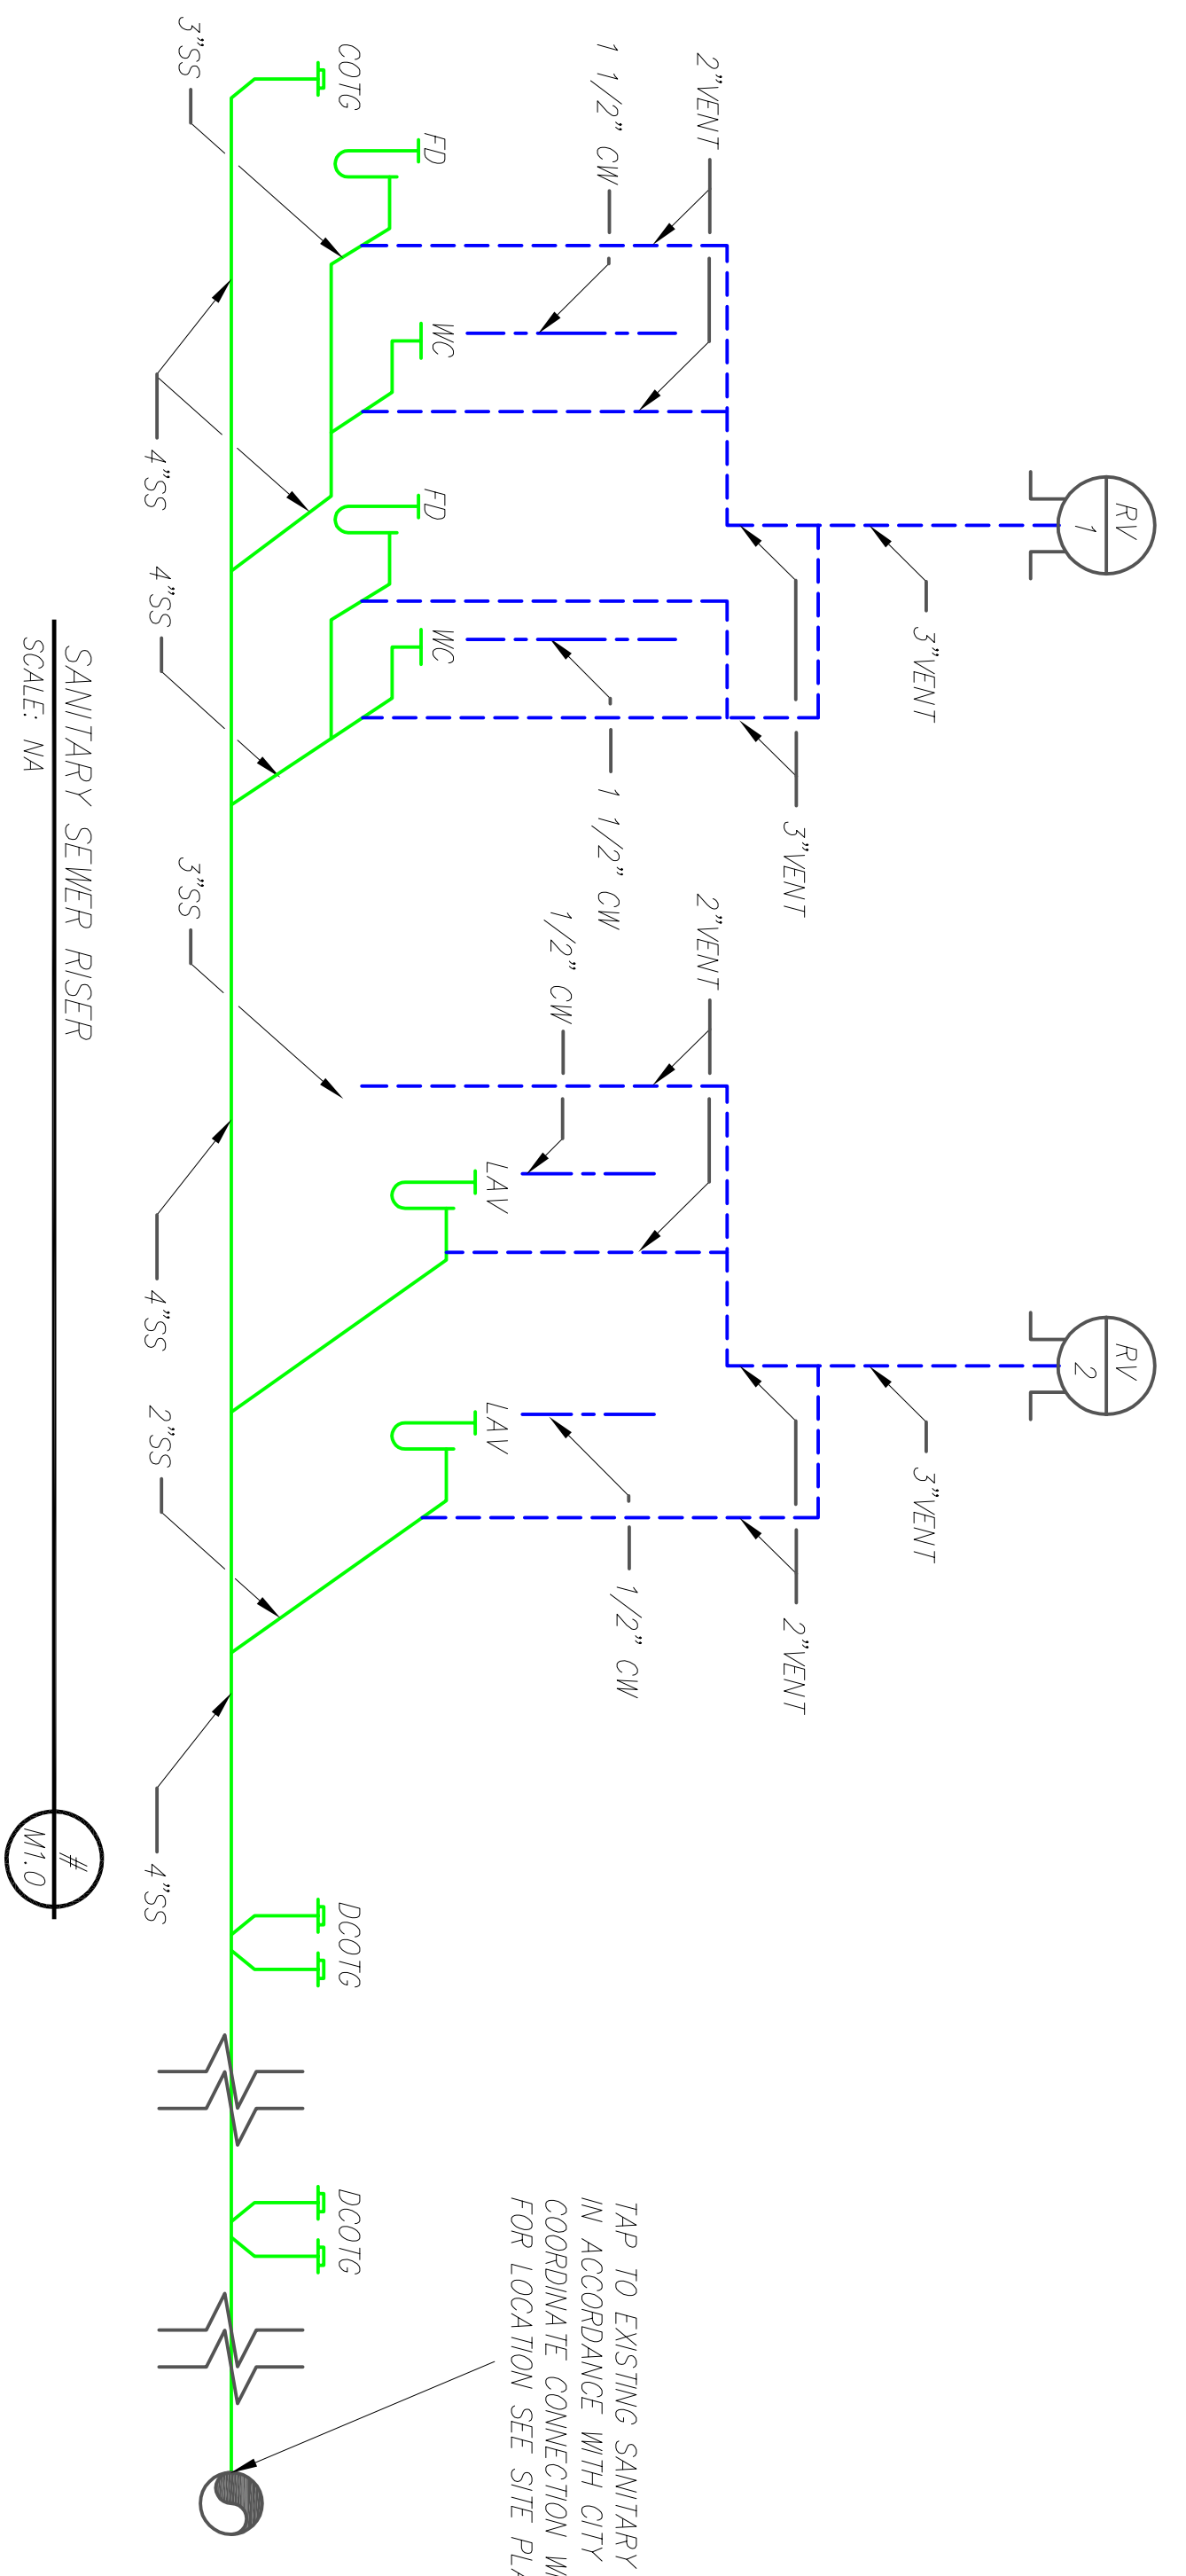 RV
1
RV
2
3"VENT
3"VENT
3"VENT
2"VENT
2"VENT
2"VENT
1 1/2" CW
1 1/2" CW
1/2" CW
1/2" CW
TAP TO EXISTING SANITARY
IN ACCORDANCE WITH CITY
COORDINATE CONNECTION
FOR LOCATION SEE SITE
COTG
FD
WC
FD
WC
LAV
LAV
DCOTG
DCOTG
3"SS
4"SS
4"SS
3"SS
4"SS
2"SS
4"SS
SANITARY SEWER RISER
SCALE: NA
#
M1.0